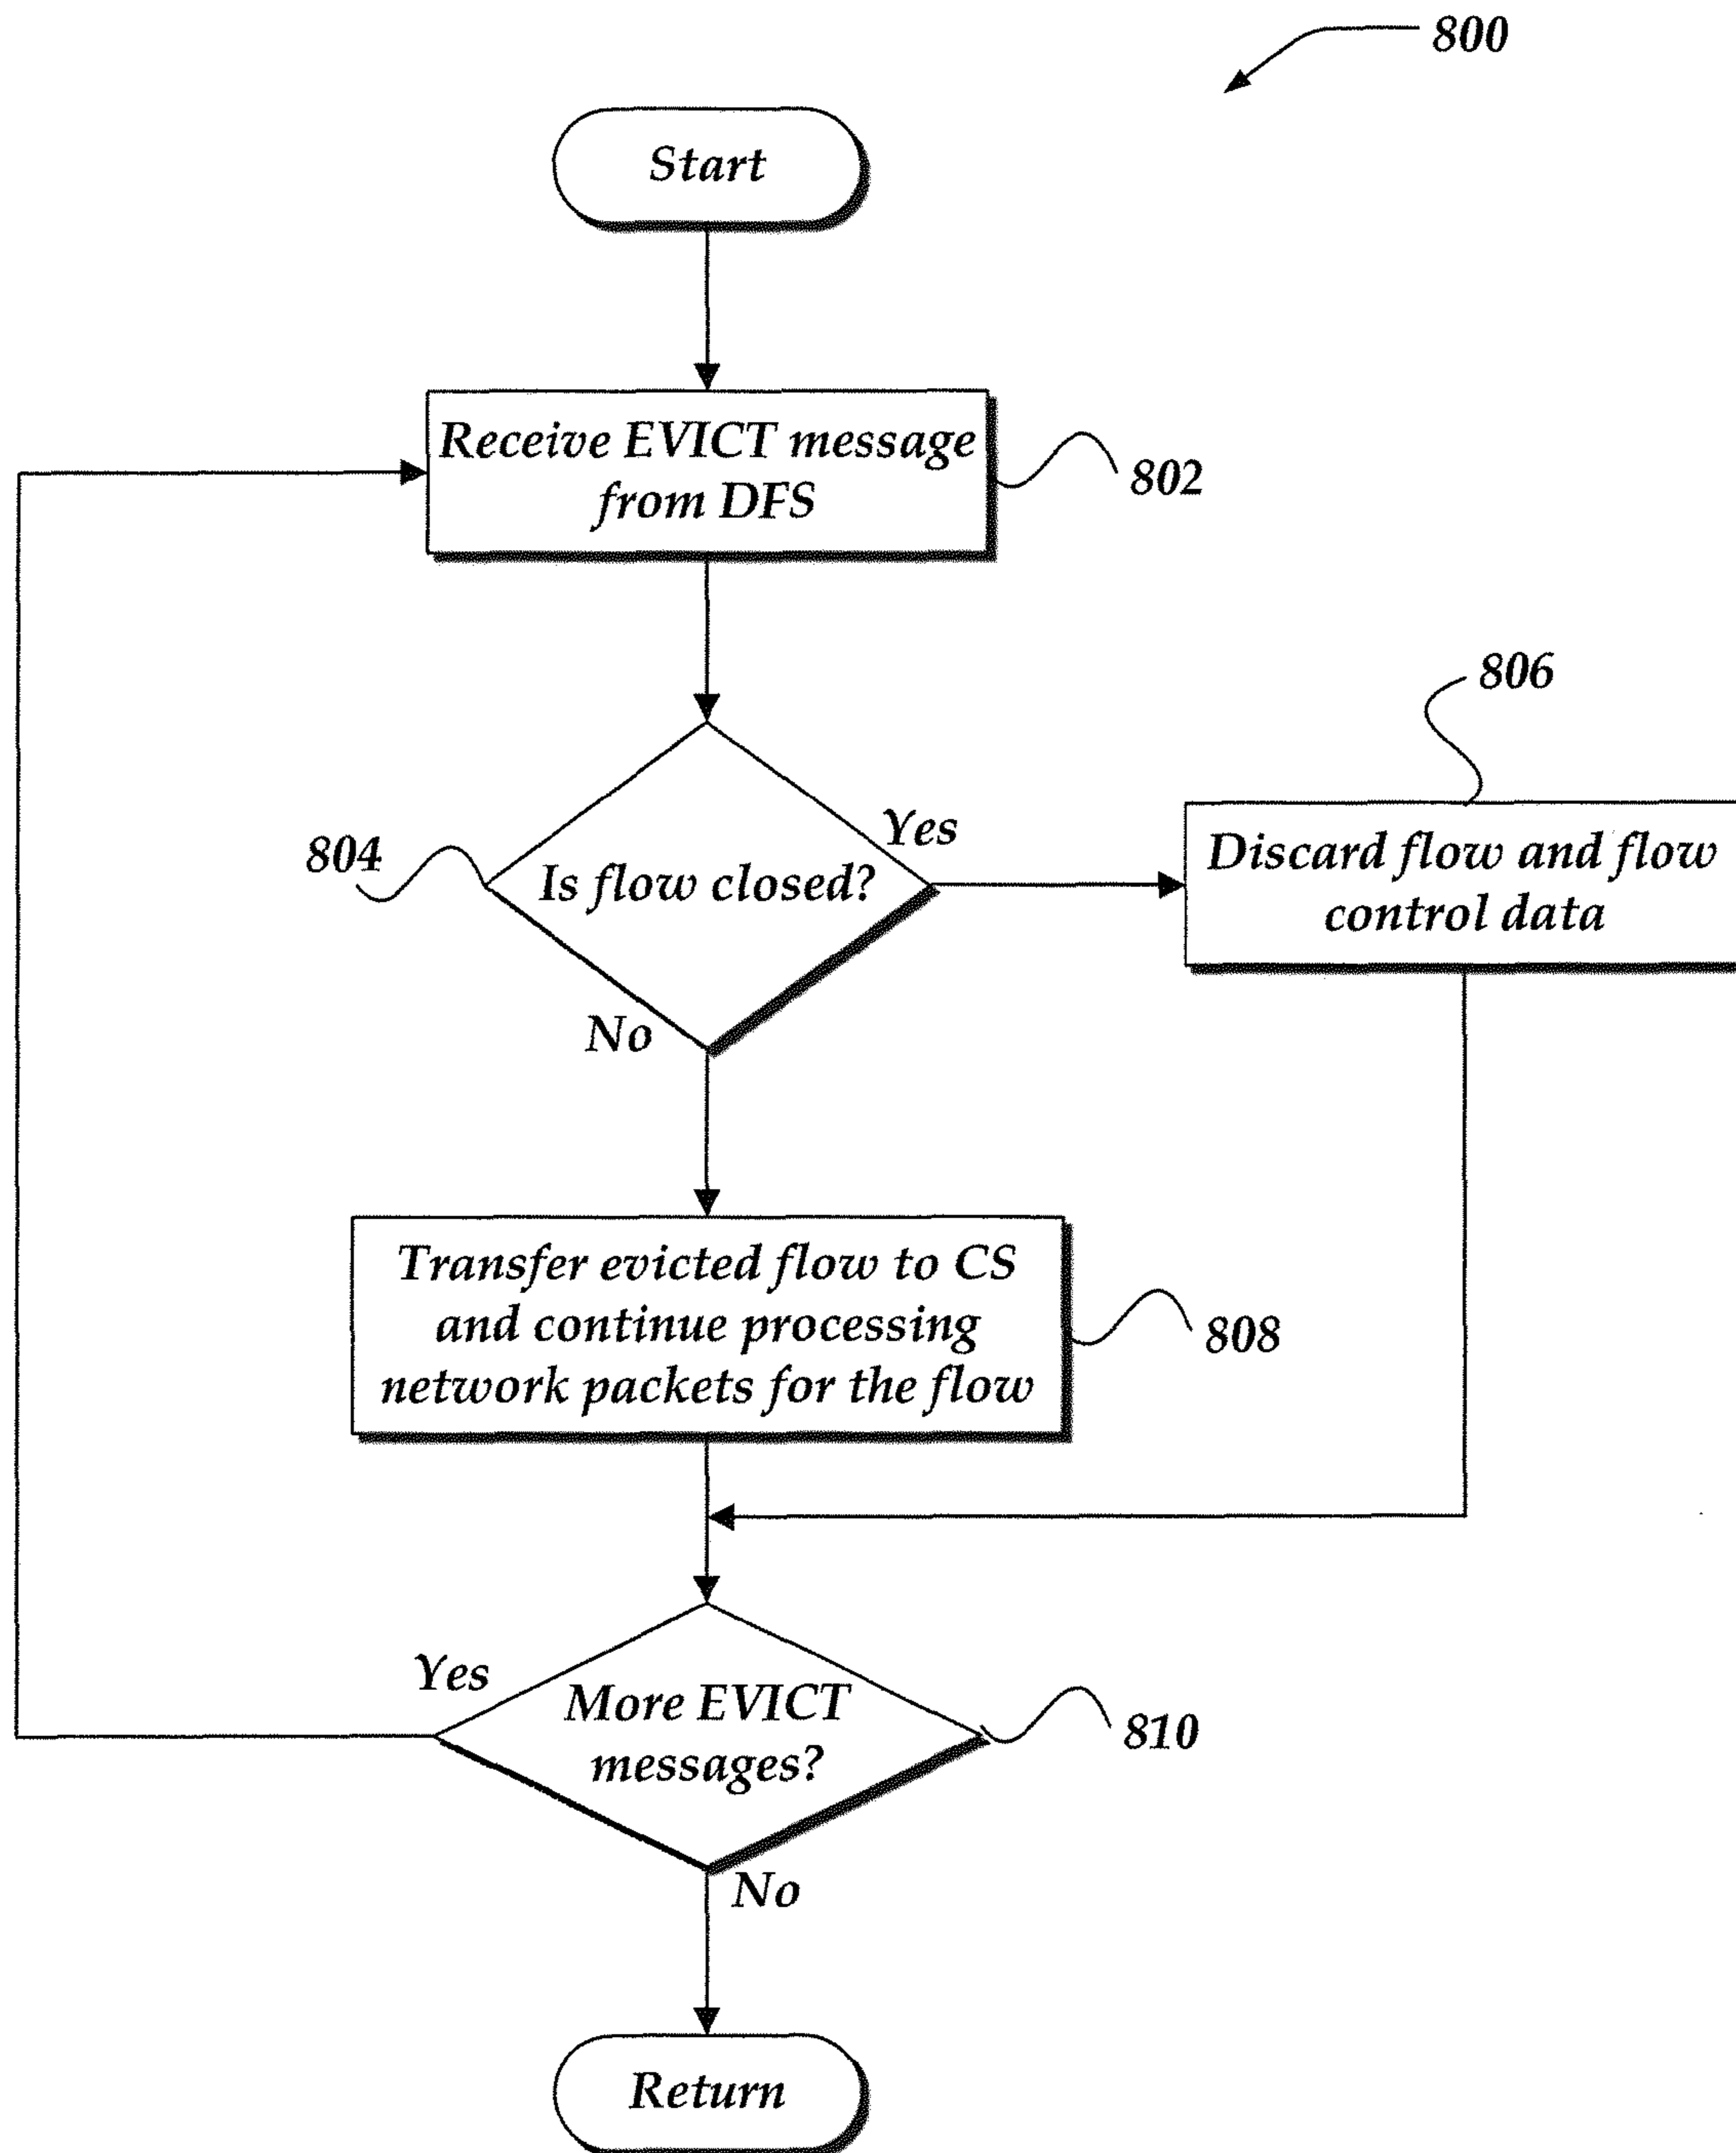 800
Start
Receive EVICT message
from DFS
802
804
Is flow closed?
Yes
No
806
Discard flow and flow
control data
Transfer evicted flow to CS
and continue processing
network packets for the flow
808
Yes
More EVICT
messages?
810
No
Return